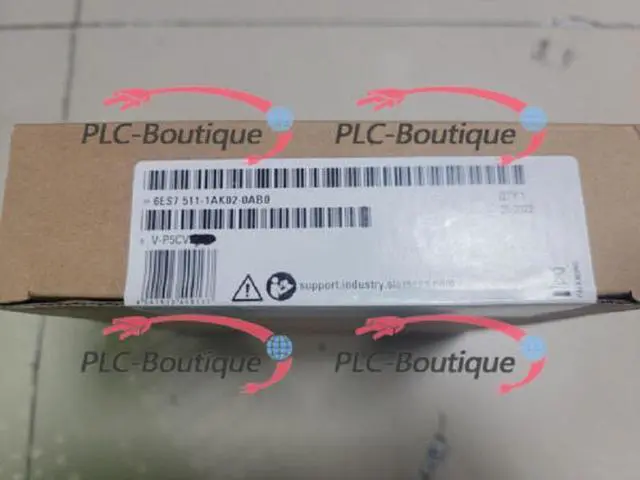 PLC-Boutique
PLC-Boutique
6ES7 511-1AK02-0AB0
V-P5CV
support.industry.siemens.com
PLC-Boutique
PLC-Boutique